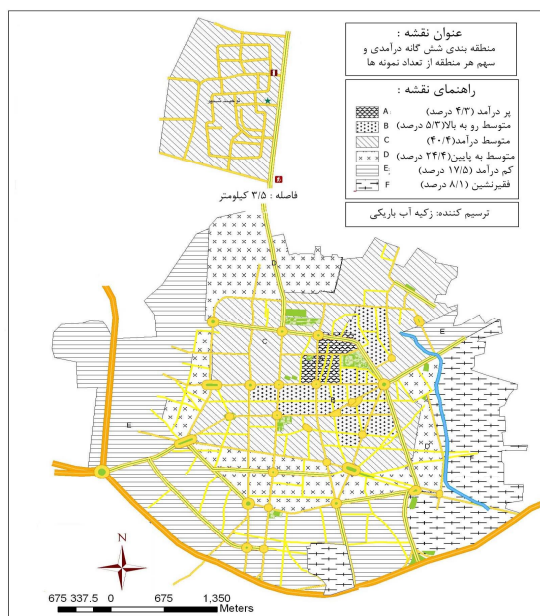 عنوان نقشه :
منطقه بندی شش گانه درآمدی و
سهم هر منطقه از تعداد نمونه ها
راهنمای نقشه :
A پر درآمد (۴/۳ درصد)
B متوسط رو به بالا(۵/۳ درصد)
C متوسط درآمد(۴۰/۴)
D متوسط به پایین(۲۴/۴ درصد)
E کم درآمد (۱۷/۵ درصد)
F فقیرنشین (۸/۱ درصد)
ترسیم کننده: زکیه آب باریکی
توحید شهر
فاصله : ۳/۵ کیلومتر
D
E
C
B
E
D
N
675 337.5 0 675 1,350
Meters